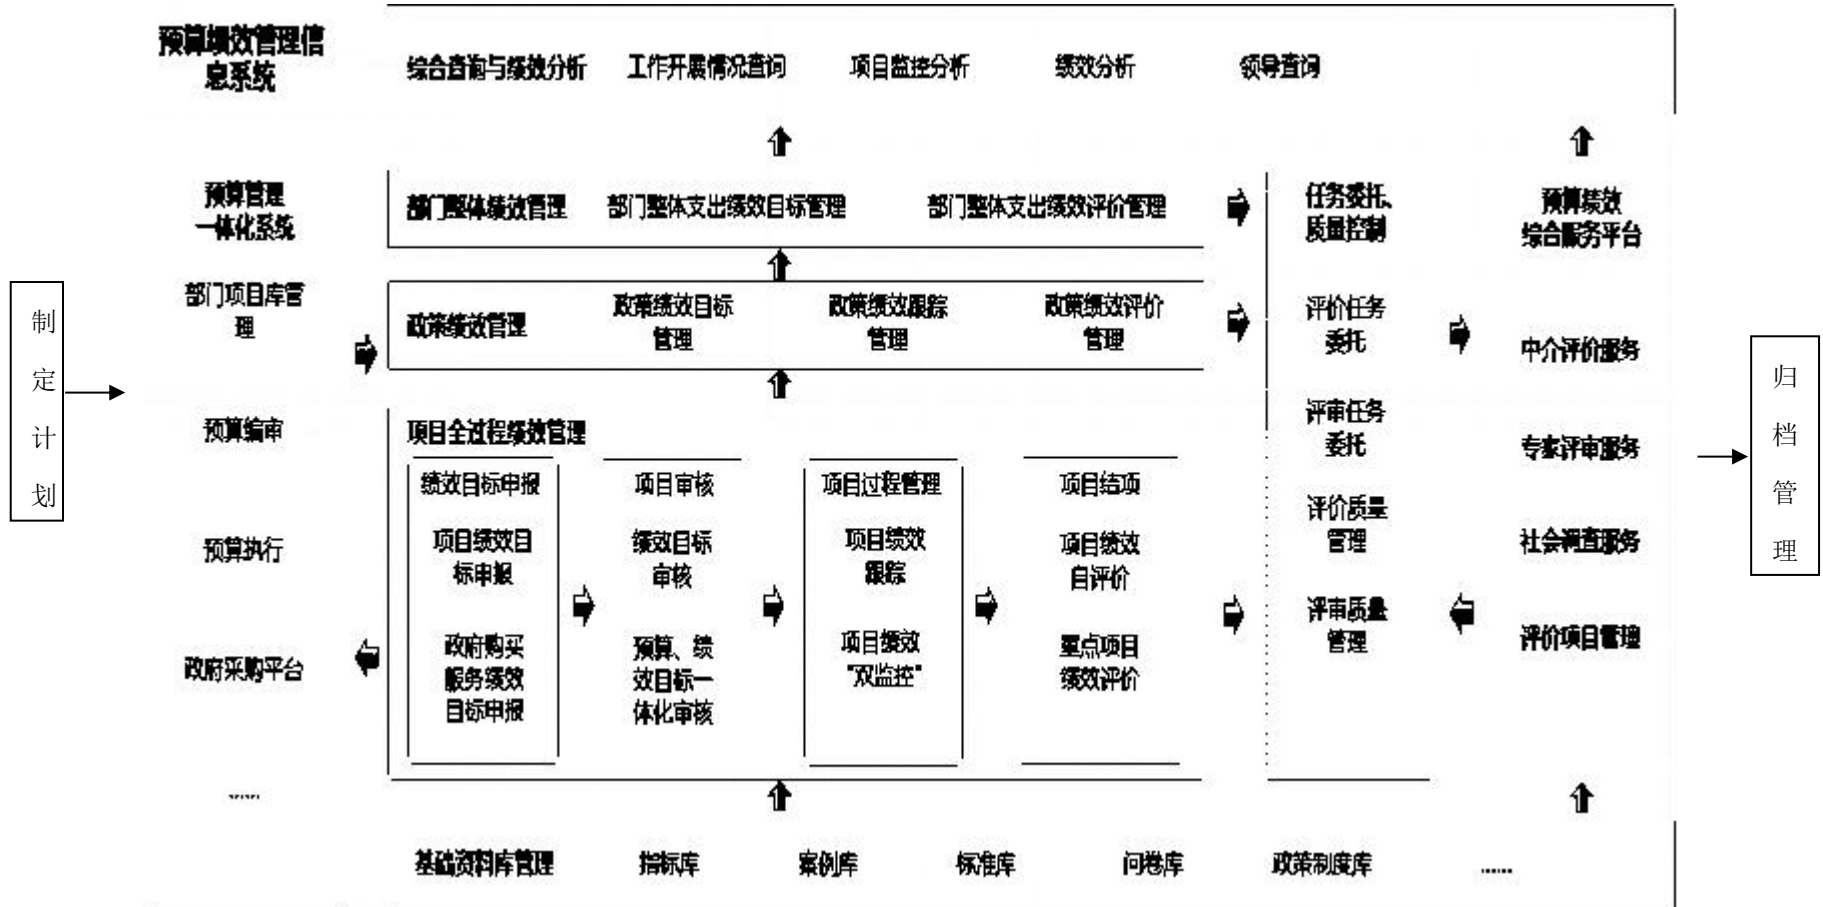 预算绩效管理信
息系统
综合查询与绩效分析
工作开展情况查询
项目监控分析
绩效分析
领导查询
预算管理
一体化系统
部门整体绩效管理
部门整体支出绩效目标管理
部门整体支出绩效评价管理
任务委托、
质量控制
预算绩效
综合服务平台
制
定
计
划
部门项目库管
理
政策绩效管理
政策绩效目标
管理
政策绩效跟踪
管理
政策绩效评价
管理
评价任务
委托
中介评价服务
预算编审
项目全过程绩效管理
评审任务
委托
专家评审服务
归
档
管
理
绩效目标申报
项目审核
项目过程管理
项目结项
预算执行
项目绩效目
标申报
绩效目标
审核
项目绩效
跟踪
项目绩效
自评价
评价质量
管理
社会调查服务
政府采购平台
政府购买
服务绩效
目标申报
预算、绩
效目标一
体化审核
项目绩效
“双监控”
重点项目
绩效评价
评审质量
管理
评价项目管理
......
基础资料库管理
指标库
案例库
标准库
问卷库
政策制度库
......